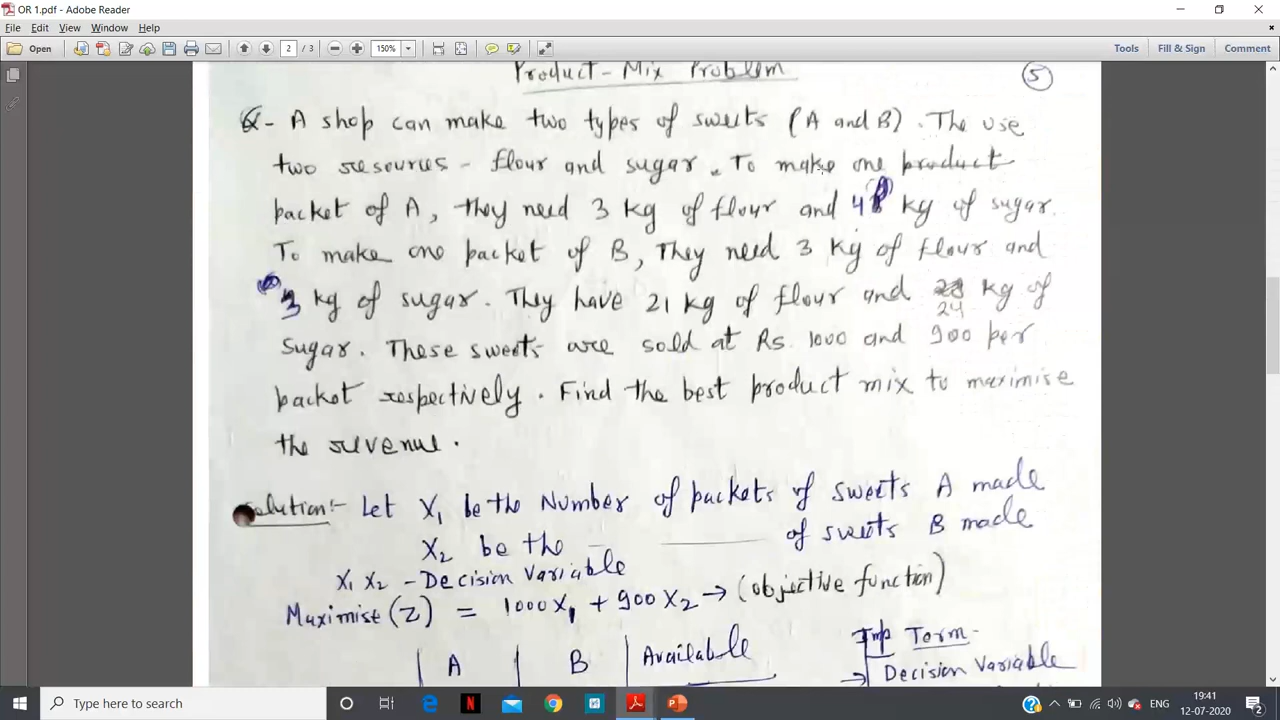 OR 1.pdf - Adobe Reader
File Edit View Window Help
Open 2 / 3 150% Tools Fill & Sign Comment
Product-Mix Problem 5
Q- A shop can make two types of sweets (A and B). The use
two resources - flour and sugar. To make one product
packet of A, they need 3 kg of flour and 4 kg of sugar.
To make one packet of B, they need 3 kg of flour and
3 kg of sugar. They have 21 kg of flour and kg of
24
sugar. These sweets are sold at Rs. 1000 and 900 per
packet respectively. Find the best product mix to maximise
the revenue.
Solution:- Let X1 be the Number of packets of sweets A made
X2 be the of sweets B made
X1 X2 - Decision Variable
Maximise (Z) = 1000X1 + 900X2 → (objective function)
A B Available
Imp Term-
→ Decision Variable
Type here to search
ENG
19:41
12-07-2020
2